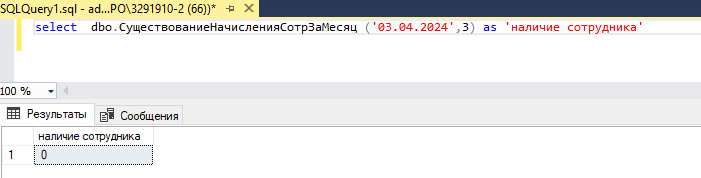 SQLQuery1.sql - ad...PO\3291910-2 (66))*
select dbo.СуществованиеНачисленияСотрЗаМесяц ('03.04.2024',3) as 'наличие сотрудника'
100 %
Результаты Сообщения
наличие сотрудника
1 0